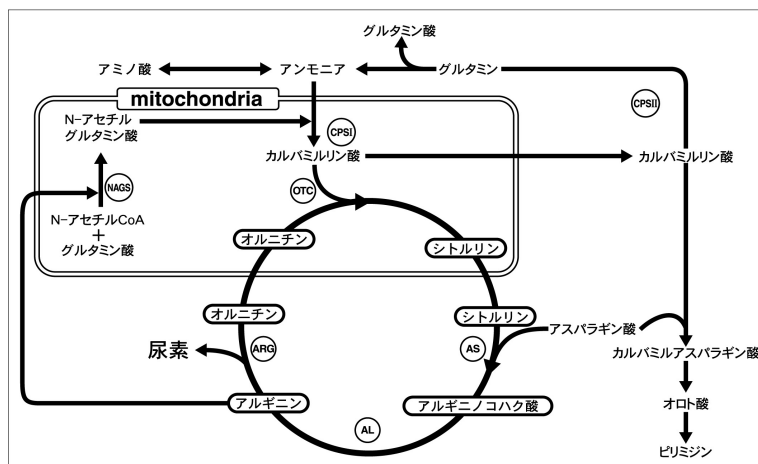 グルタミン酸
アミノ酸
アンモニア
グルタミン
mitochondria
CPSII
N-アセチル
グルタミン酸
CPSI
カルバミルリン酸
カルバミルリン酸
NAGS
OTC
N-アセチルCoA
+
グルタミン酸
オルニチン
シトルリン
オルニチン
シトルリン
アスパラギン酸
尿素
ARG
AS
カルバミルアスパラギン酸
アルギニン
アルギニノコハク酸
オロト酸
AL
ピリミジン